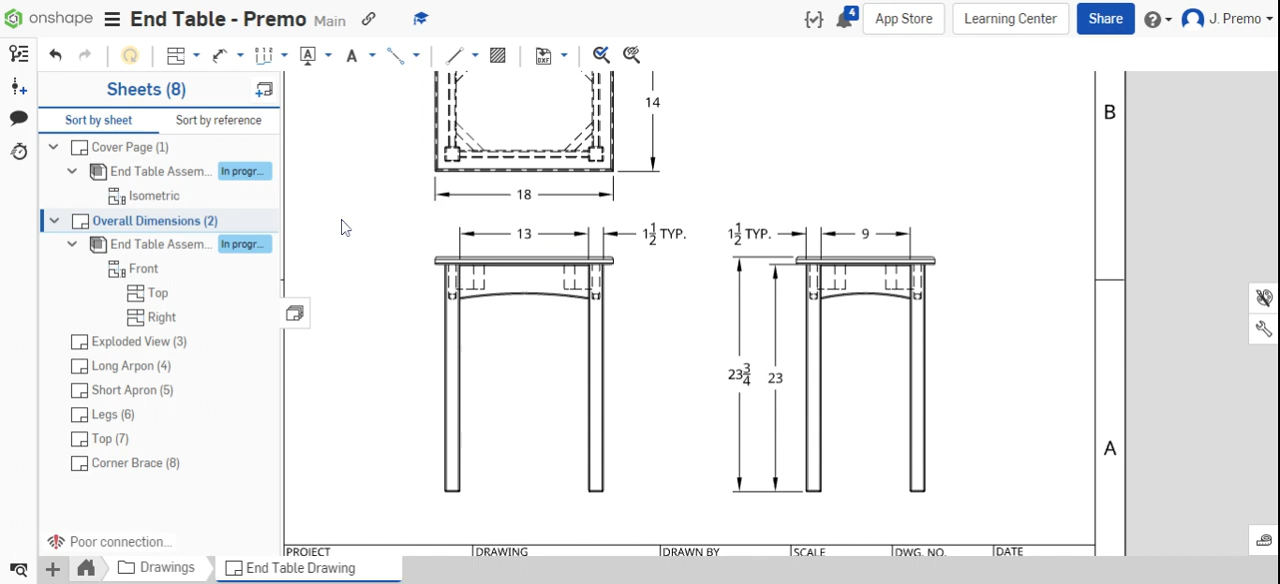 onshape End Table - Premo Main 4 App Store Learning Center Share J. Premo
Sheets (8)
Sort by sheet Sort by reference
Cover Page (1)
End Table Assem... In progr...
Isometric
Overall Dimensions (2)
End Table Assem... In progr...
Front
Top
Right
Exploded View (3)
Long Arpon (4)
Short Apron (5)
Legs (6)
Top (7)
Corner Brace (8)
Poor connection...
Drawings End Table Drawing
14
B
18
13 1 1/2 TYP. 1 1/2 TYP. 9
23 3/4 23
A
PROJECT DRAWING DRAWN BY SCALE DWG. NO. DATE